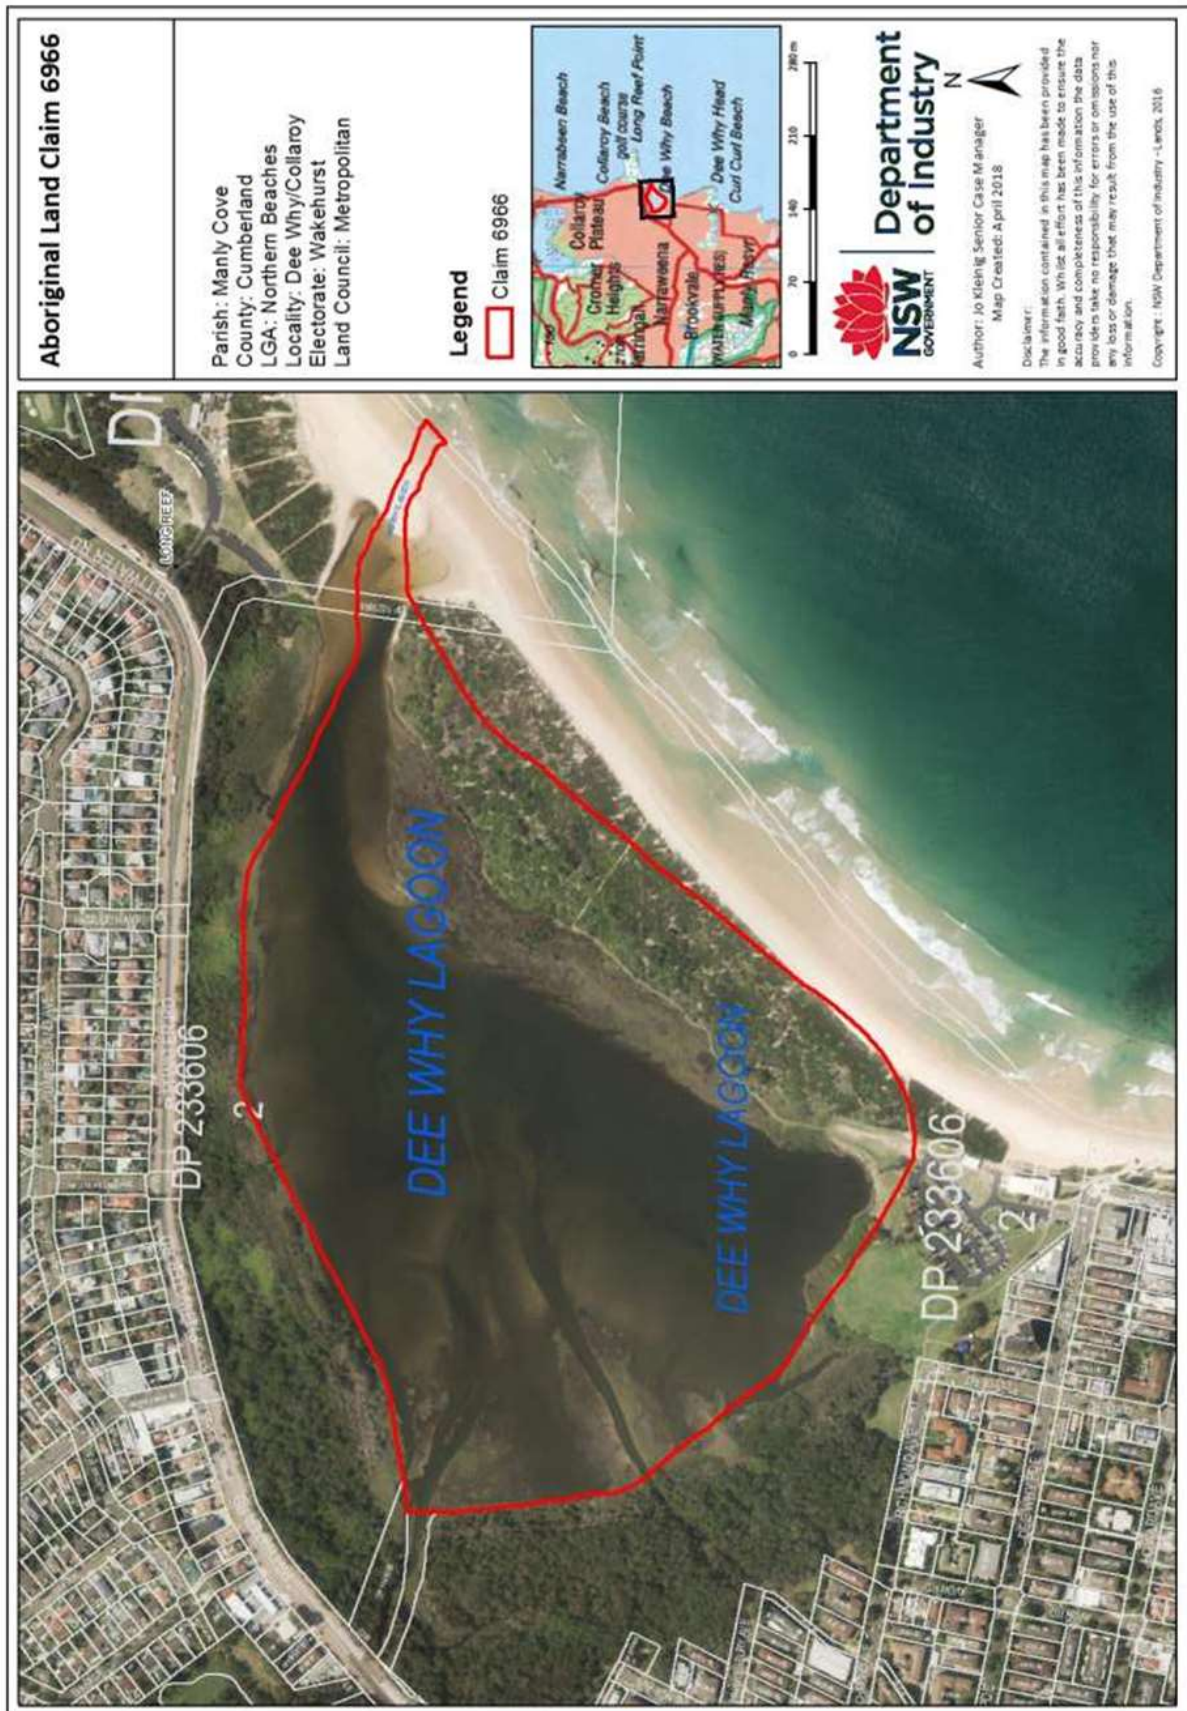 Aboriginal Land Claim 6966
Parish: Manly Cove
County: Cumberland
LGA: Northern Beaches
Locality: Dee Why/Collaroy
Electorate: Wakehurst
Land Council: Metropolitan
Legend
Claim 6966
Narrabeen Beach
Collaroy
Plateau
Collaroy Beach
golf course
Long Reef Point
Cromer
Heights
Narraweena
Dee Why Beach
Brookvale
Dee Why Head
Curl Curl Beach
0 70 140 210 280 m
NSW
GOVERNMENT
Department
of Industry
N
Author: Jo Kleinig Senior Case Manager
Map Created: April 2018
Disclaimer:
The information contained in this map has been provided
in good faith. Whilst all effort has been made to ensure the
accuracy and completeness of this information the data
providers take no responsibility for errors or omissions nor
any loss or damage that may result from the use of this
information.
Copyright : NSW Department of Industry - Lands, 2016
LONG REEF
DP 233606
2
DEE WHY LAGOON
DEE WHY LAGOON
DP 233606
2